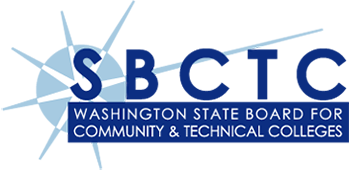 SBCTC
WASHINGTON STATE BOARD FOR
COMMUNITY & TECHNICAL COLLEGES